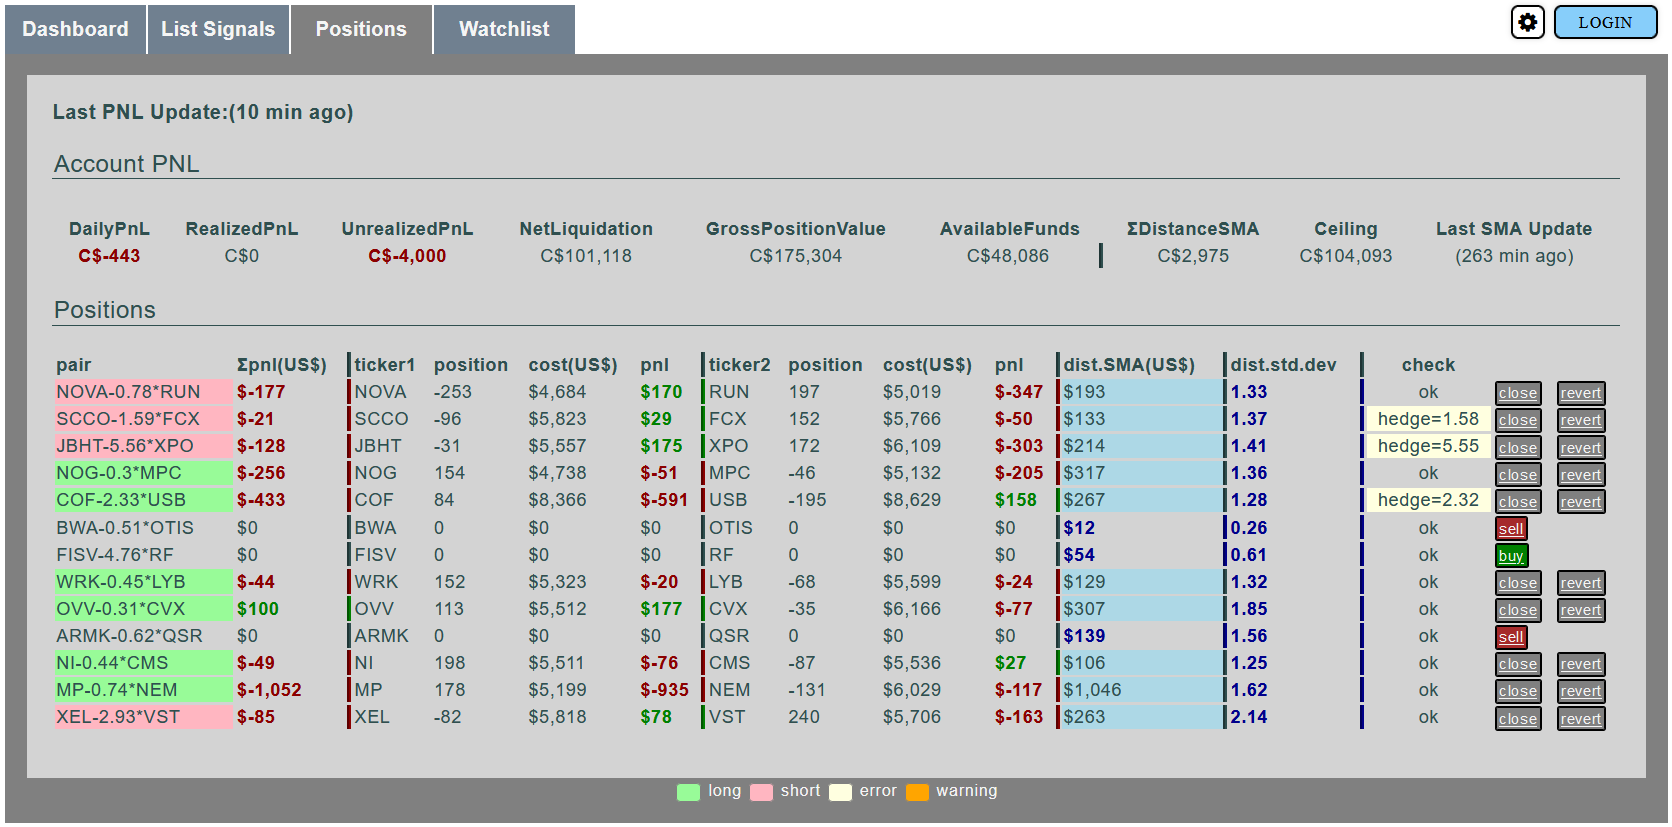 Dashboard List Signals Positions Watchlist LOGIN
Last PNL Update:(10 min ago)
Account PNL
DailyPnL RealizedPnL UnrealizedPnL NetLiquidation GrossPositionValue AvailableFunds ΣDistanceSMA Ceiling Last SMA Update
C$-443 C$0 C$-4,000 C$101,118 C$175,304 C$48,086 C$2,975 C$104,093 (263 min ago)
Positions
pair Σpnl(US$) ticker1 position cost(US$) pnl ticker2 position cost(US$) pnl dist.SMA(US$) dist.std.dev check
NOVA-0.78*RUN $-177 NOVA -253 $4,684 $170 RUN 197 $5,019 $-347 $193 1.33 ok close revert
SCCO-1.59*FCX $-21 SCCO -96 $5,823 $29 FCX 152 $5,766 $-50 $133 1.37 hedge=1.58 close revert
JBHT-5.56*XPO $-128 JBHT -31 $5,557 $175 XPO 172 $6,109 $-303 $214 1.41 hedge=5.55 close revert
NOG-0.3*MPC $-256 NOG 154 $4,738 $-51 MPC -46 $5,132 $-205 $317 1.36 ok close revert
COF-2.33*USB $-433 COF 84 $8,366 $-591 USB -195 $8,629 $158 $267 1.28 hedge=2.32 close revert
BWA-0.51*OTIS $0 BWA 0 $0 $0 OTIS 0 $0 $0 $12 0.26 ok sell
FISV-4.76*RF $0 FISV 0 $0 $0 RF 0 $0 $0 $54 0.61 ok buy
WRK-0.45*LYB $-44 WRK 152 $5,323 $-20 LYB -68 $5,599 $-24 $129 1.32 ok close revert
OVV-0.31*CVX $100 OVV 113 $5,512 $177 CVX -35 $6,166 $-77 $307 1.85 ok close revert
ARMK-0.62*QSR $0 ARMK 0 $0 $0 QSR 0 $0 $0 $139 1.56 ok sell
NI-0.44*CMS $-49 NI 198 $5,511 $-76 CMS -87 $5,536 $27 $106 1.25 ok close revert
MP-0.74*NEM $-1,052 MP 178 $5,199 $-935 NEM -131 $6,029 $-117 $1,046 1.62 ok close revert
XEL-2.93*VST $-85 XEL -82 $5,818 $78 VST 240 $5,706 $-163 $263 2.14 ok close revert
long short error warning